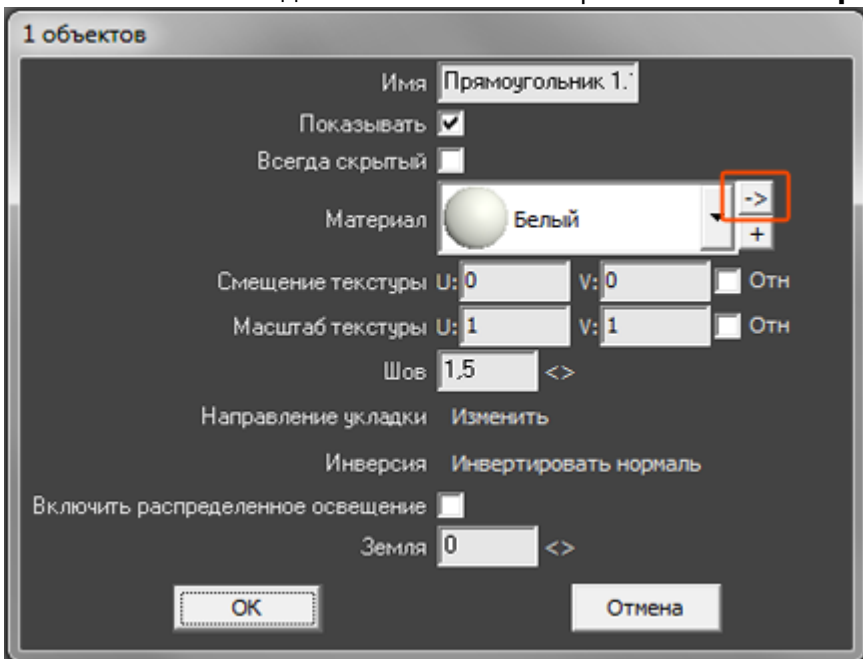 1 объектов
Имя Прямоугольник 1.
Показывать
Всегда скрытый
Материал Белый ->
+
Смещение текстуры U: 0 V: 0 Отн
Масштаб текстуры U: 1 V: 1 Отн
Шов 1,5 <>
Направление укладки Изменить
Инверсия Инвертировать нормаль
Включить распределенное освещение
Земля 0 <>
ОК Отмена